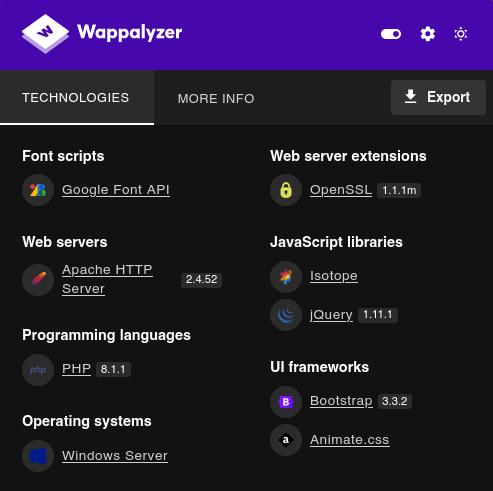 Wappalyzer
TECHNOLOGIES
MORE INFO
Export
Font scripts
Google Font API
Web servers
Apache HTTP
Server
2.4.52
Programming languages
php
PHP 8.1.1
Operating systems
Windows Server
Web server extensions
OpenSSL 1.1.1m
JavaScript libraries
Isotope
jQuery 1.11.1
UI frameworks
B
Bootstrap 3.3.2
a
Animate.css